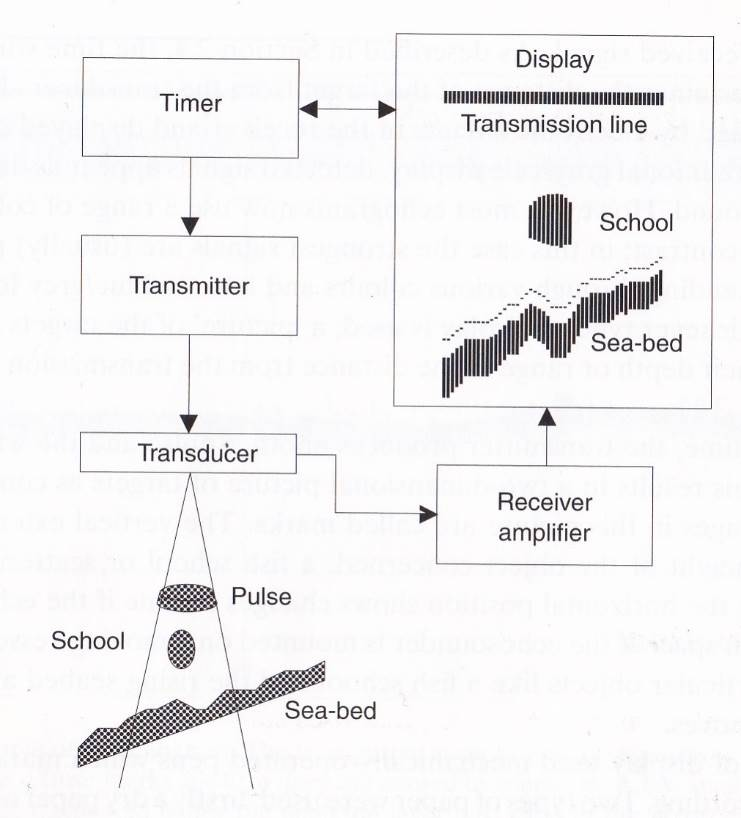 Timer
Display
Transmission line
School
Sea-bed
Transmitter
Transducer
Receiver
amplifier
Pulse
School
Sea-bed